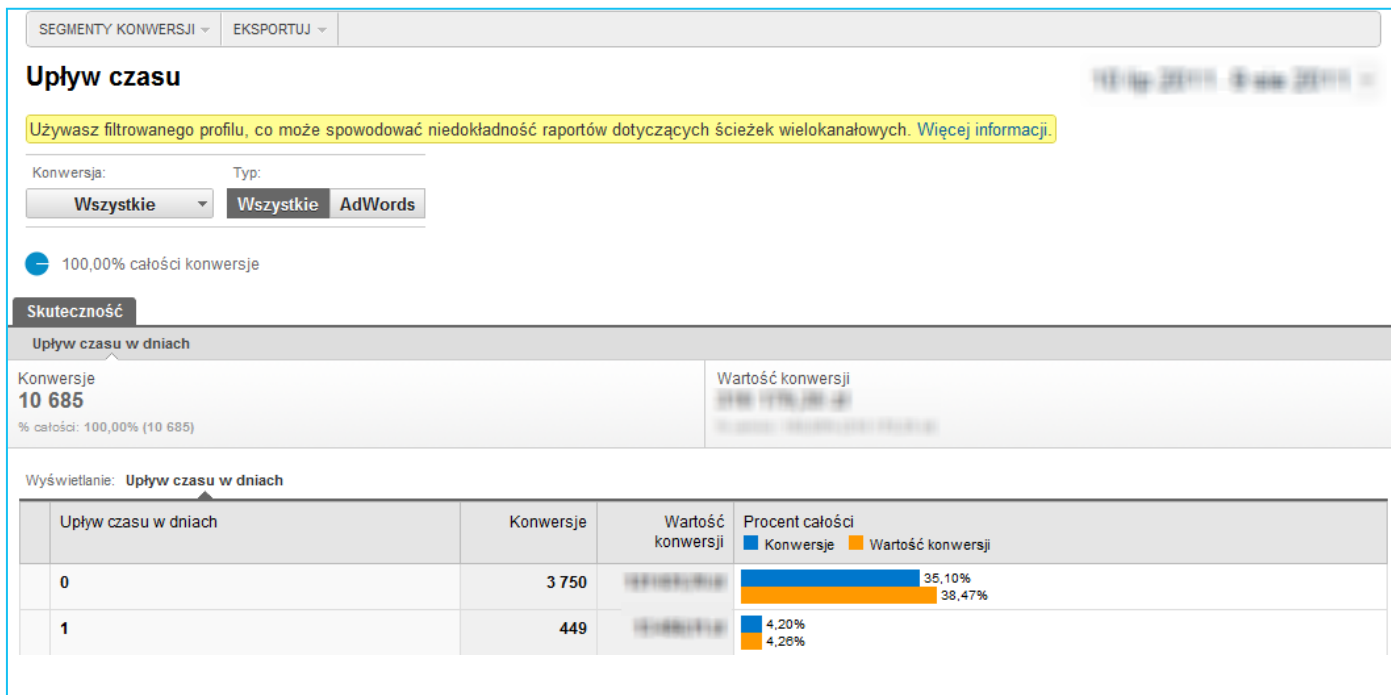 SEGMENTY KONWERSJI EKSPORTUJ
Upływ czasu
Używasz filtrowanego profilu, co może spowodować niedokładność raportów dotyczących ścieżek wielokanałowych. Więcej informacji.
Konwersja: Typ:
Wszystkie Wszystkie AdWords
100,00% całości konwersje
Skuteczność
Upływ czasu w dniach
Konwersje Wartość konwersji
10 685
% całości: 100,00% (10 685)
Wyświetlanie: Upływ czasu w dniach
Upływ czasu w dniach Konwersje Wartość konwersji Procent całości
Konwersje Wartość konwersji
0 3 750 35,10%
38,47%
1 449 4,20%
4,26%